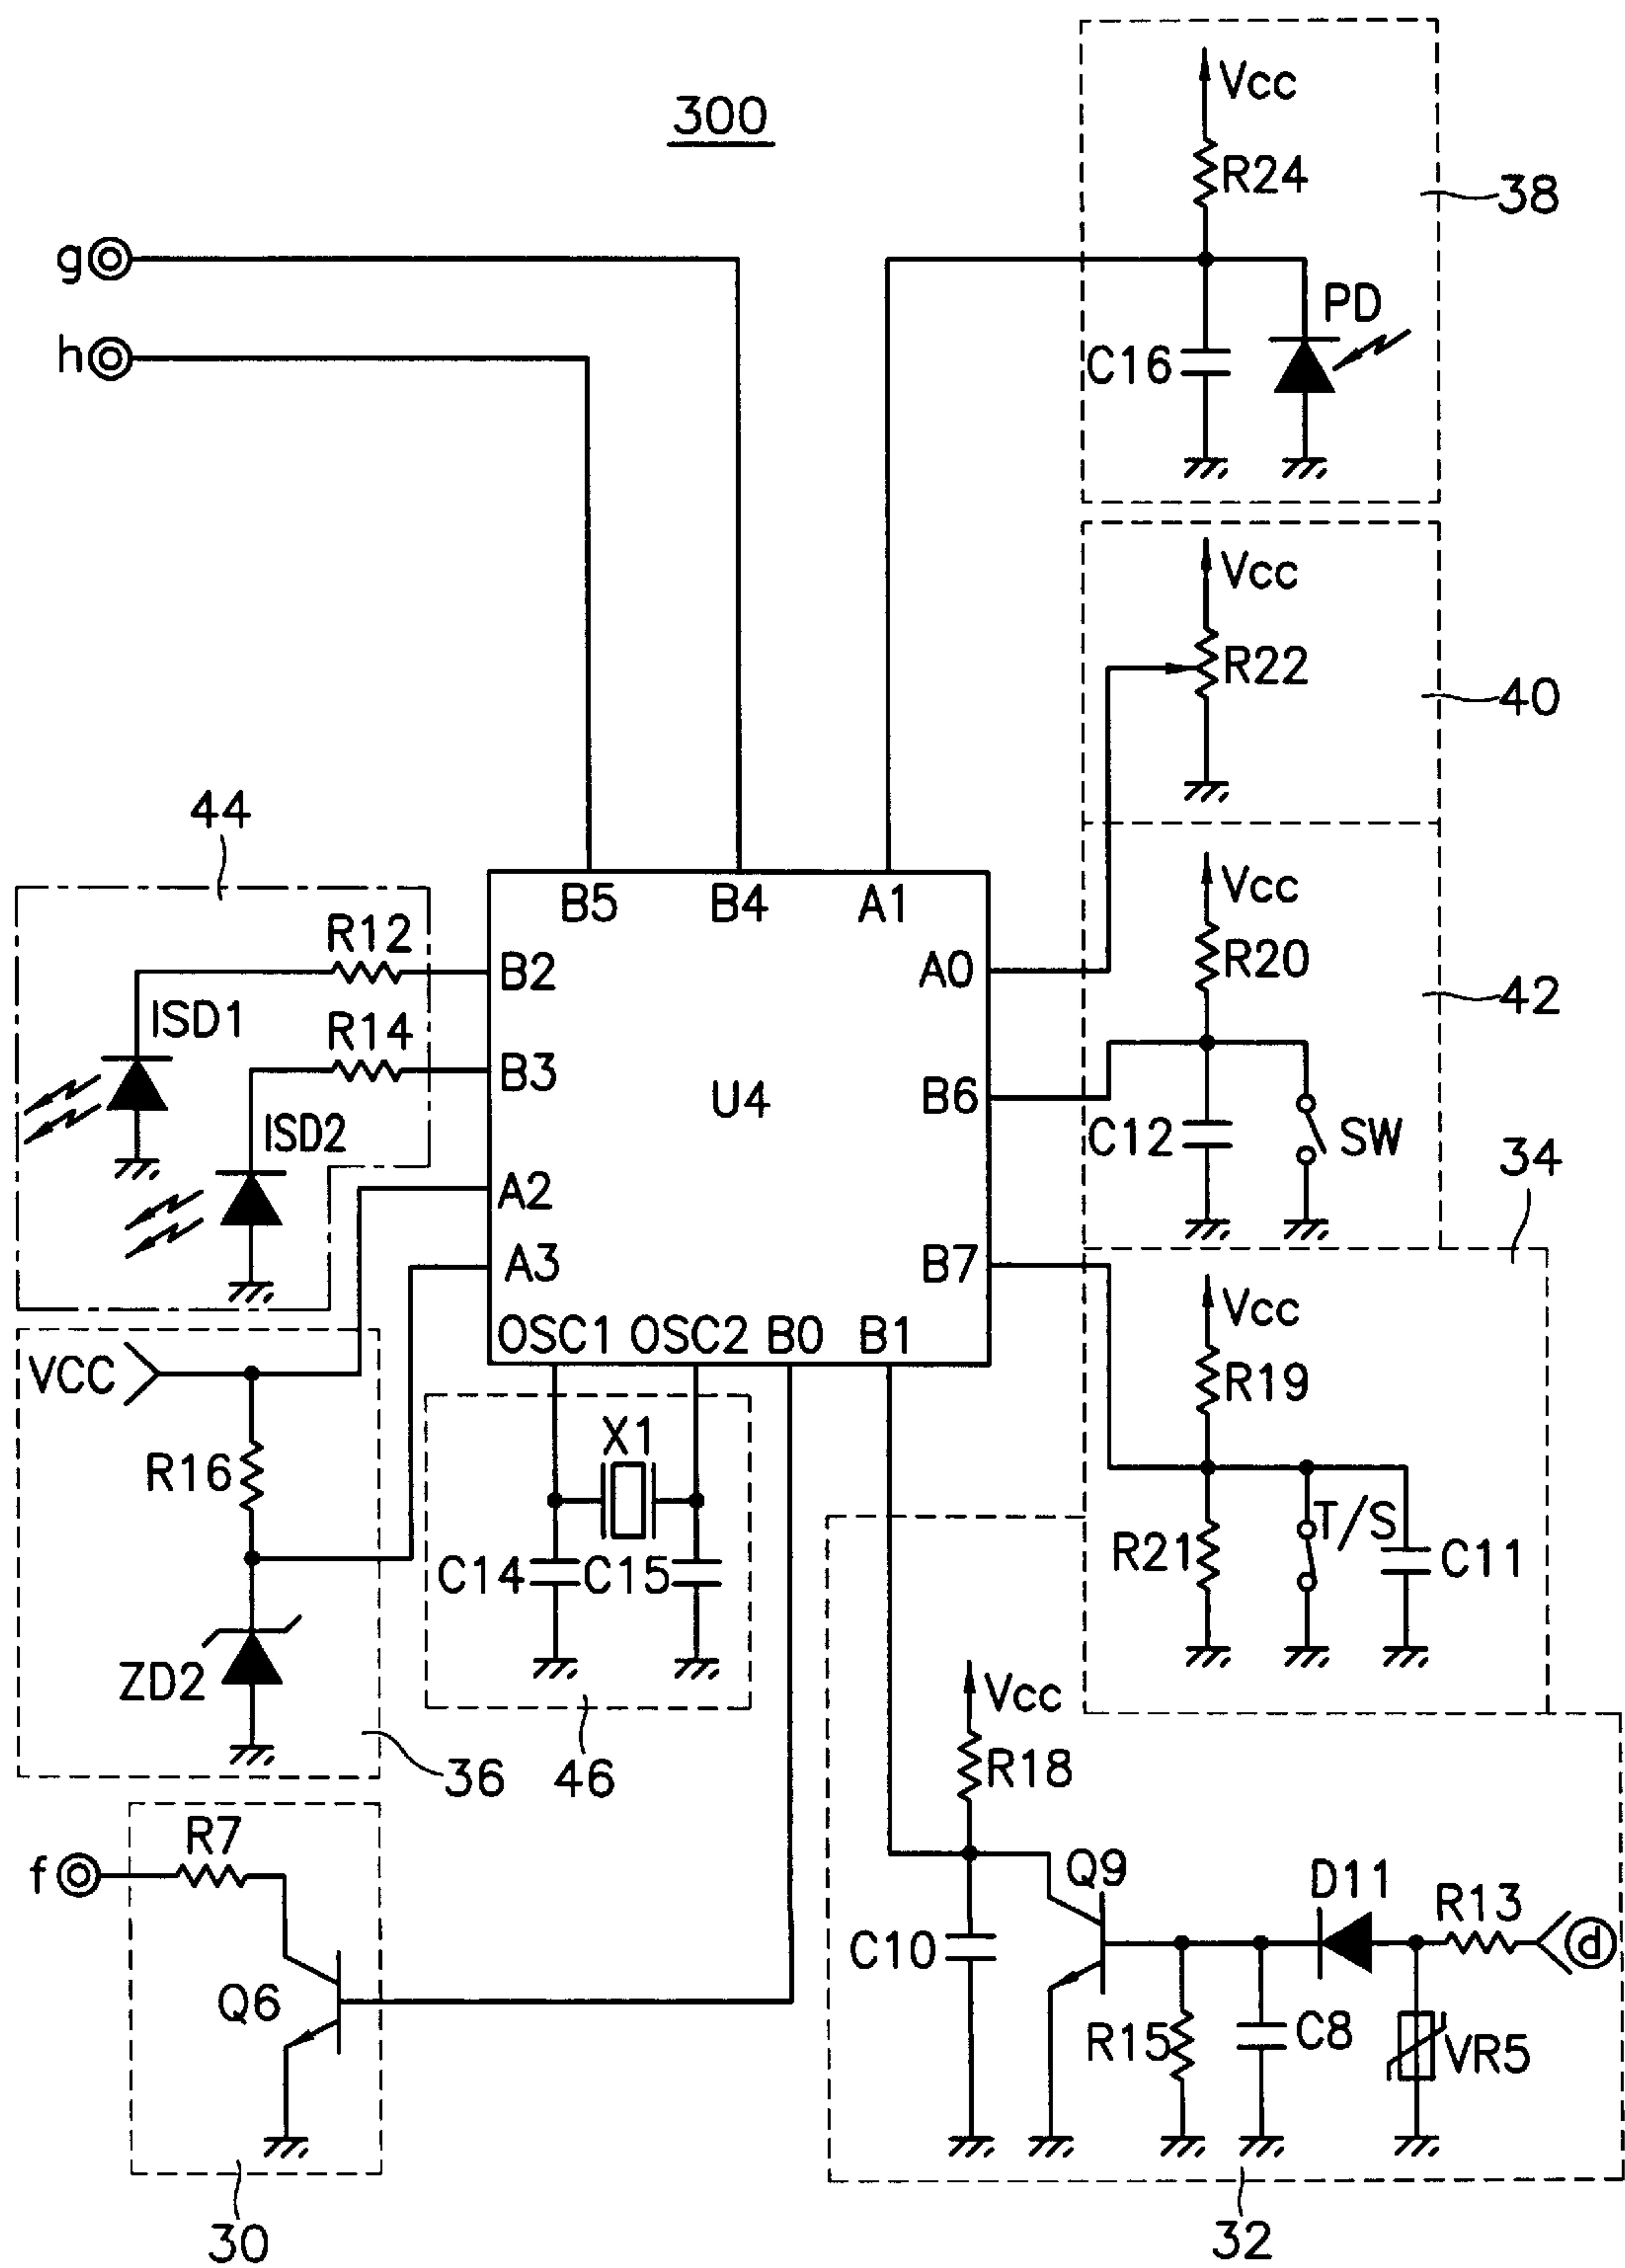 300
Vcc
R24
38
g
h
PD
C16
Vcc
R22
40
44
Vcc
R20
42
B5
B4
A1
R12
B2
A0
ISD1
R14
B3
U4
B6
C12
SW
ISD2
34
A2
A3
B7
Vcc
OSC1
OSC2
B0
B1
VCC
R19
X1
R16
T/S
C14
C15
R21
C11
ZD2
Vcc
36
46
R18
R7
f
Q9
D11
R13
d
C10
Q6
R15
C8
VR5
30
32